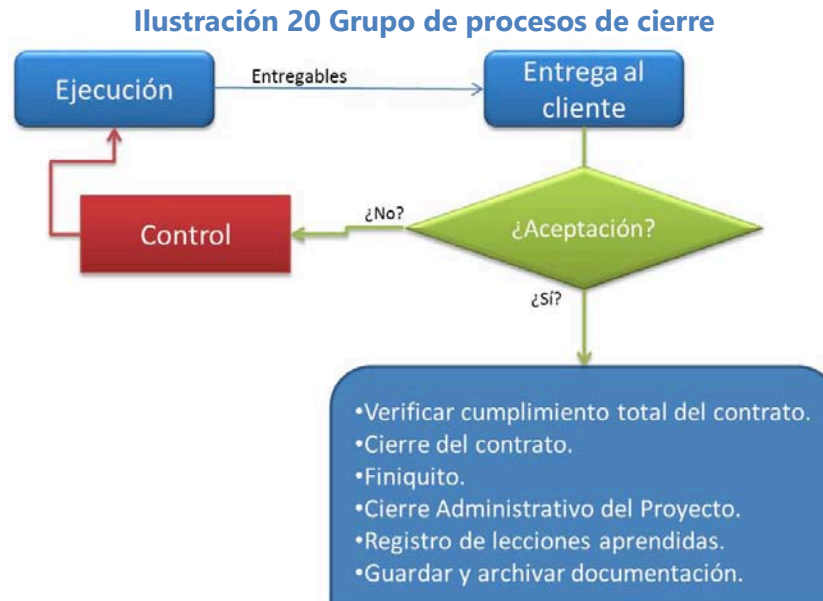 Ilustración 20 Grupo de procesos de cierre
Ejecución
Entregables
Entrega al
cliente
Control
¿No?
¿Aceptación?
¿Sí?
•Verificar cumplimiento total del contrato.
•Cierre del contrato.
•Finiquito.
•Cierre Administrativo del Proyecto.
•Registro de lecciones aprendidas.
•Guardar y archivar documentación.